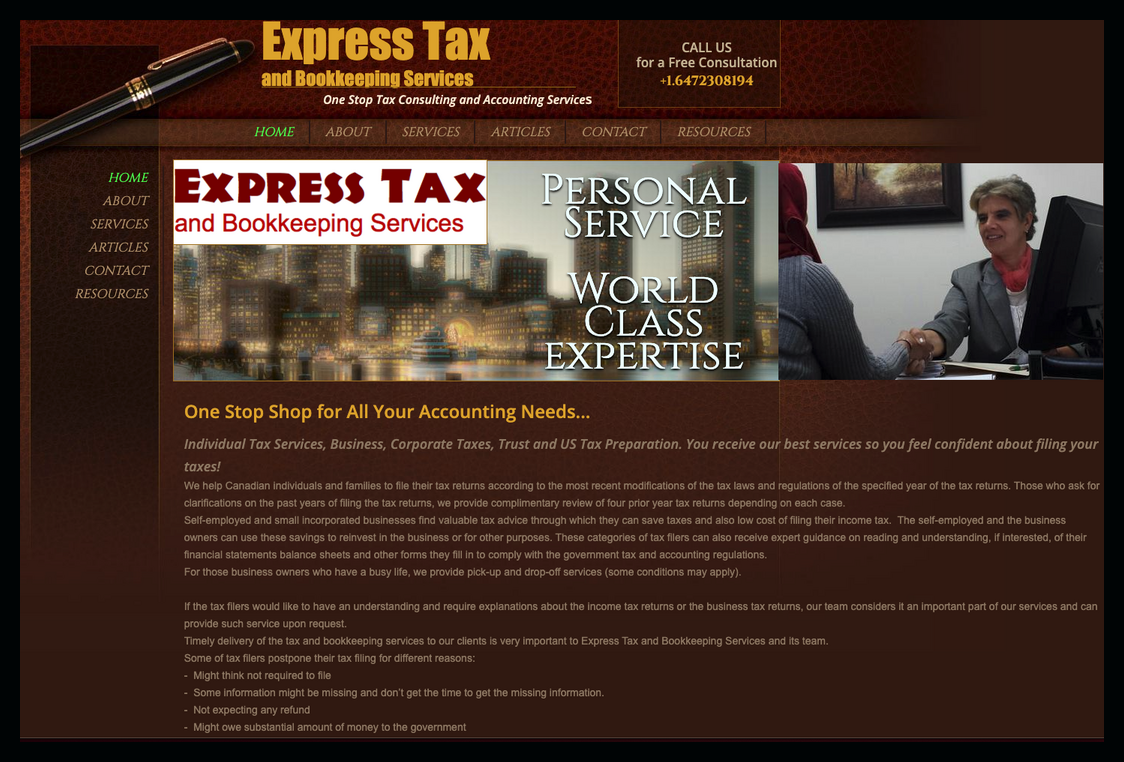 Express Tax
and Bookkeeping Services
One Stop Tax Consulting and Accounting Services
CALL US
for a Free Consultation
+1.6472308194
HOME
ABOUT
SERVICES
ARTICLES
CONTACT
RESOURCES
HOME
ABOUT
SERVICES
ARTICLES
CONTACT
RESOURCES
Express Tax
and Bookkeeping Services
Personal
Service
World
Class
Expertise
One Stop Shop for All Your Accounting Needs...
Individual Tax Services, Business, Corporate Taxes, Trust and US Tax Preparation. You receive our best services so you feel confident about filing your
taxes!
We help Canadian individuals and families to file their tax returns according to the most recent modifications of the tax laws and regulations of the specified year of the tax returns. Those who ask for
clarifications on the past years of filing the tax returns, we provide complimentary review of four prior year tax returns depending on each case.
Self-employed and small incorporated businesses find valuable tax advice through which they can save taxes and also low cost of filing their income tax.  The self-employed and the business
owners can use these savings to reinvest in the business or for other purposes. These categories of tax filers can also receive expert guidance on reading and understanding, if interested, of their
financial statements balance sheets and other forms they fill in to comply with the government tax and accounting regulations.
For those business owners who have a busy life, we provide pick-up and drop-off services (some conditions may apply).
If the tax filers would like to have an understanding and require explanations about the income tax returns or the business tax returns, our team considers it an important part of our services and can
provide such service upon request.
Timely delivery of the tax and bookkeeping services to our clients is very important to Express Tax and Bookkeeping Services and its team.
Some of tax filers postpone their tax filing for different reasons:
- Might think not required to file
- Some information might be missing and don't get the time to get the missing information.
- Not expecting any refund
- Might owe substantial amount of money to the government